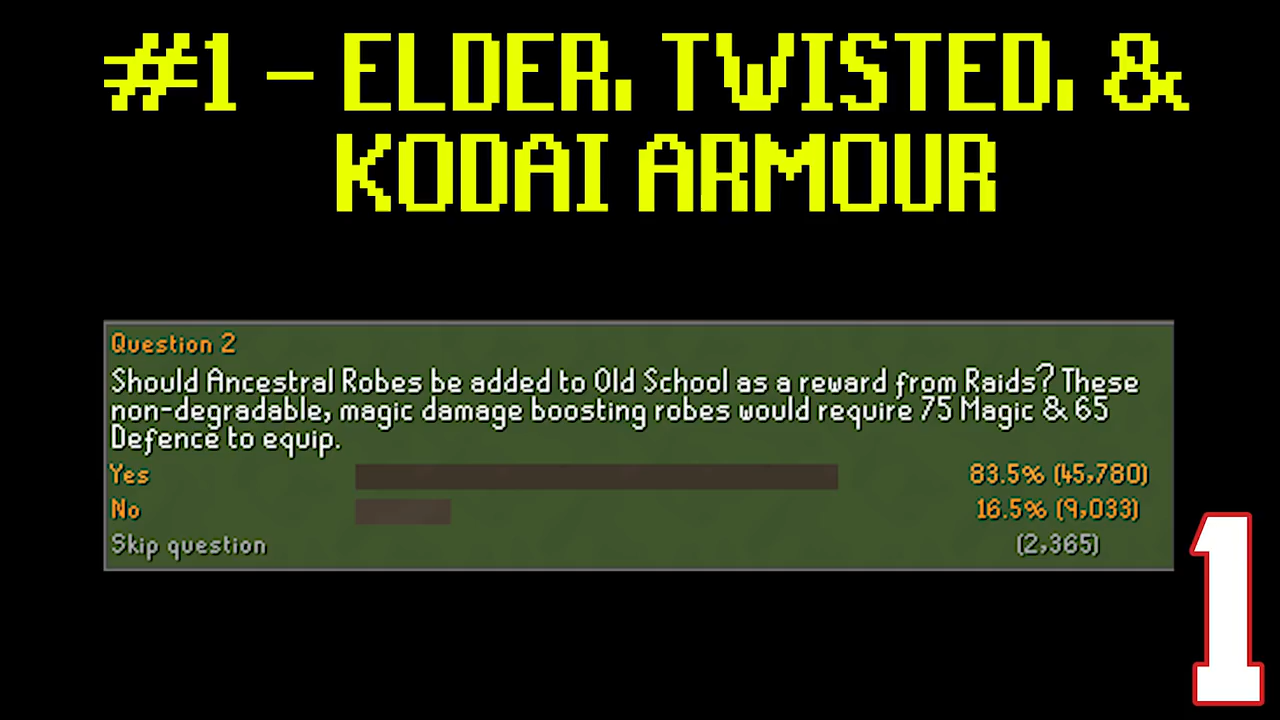 #1 - ELDER, TWISTED, &
KODAI ARMOUR
Question 2
Should Ancestral Robes be added to Old School as a reward from Raids? These
non-degradable, magic damage boosting robes would require 75 Magic & 65
Defence to equip.
Yes 83.5% (45,780)
No 16.5% (9,033)
Skip question (2,365)
1